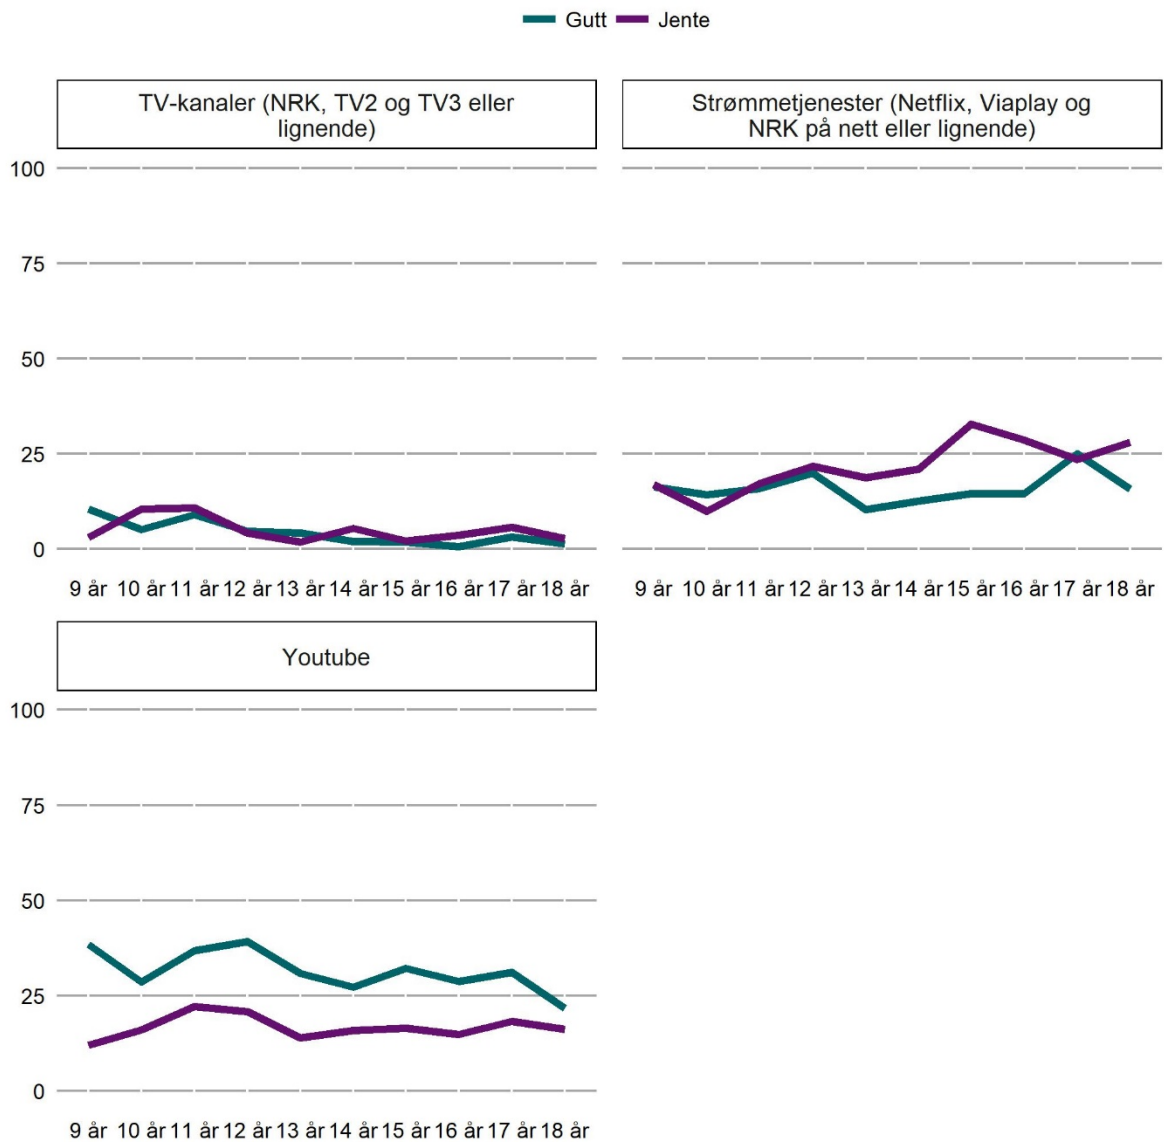 Gutt Jente
TV-kanaler (NRK, TV2 og TV3 eller
lignende)
Strømmetjenester (Netflix, Viaplay og
NRK på nett eller lignende)
100
75
50
25
0
9 år 10 år 11 år 12 år 13 år 14 år 15 år 16 år 17 år 18 år
9 år 10 år 11 år 12 år 13 år 14 år 15 år 16 år 17 år 18 år
Youtube
100
75
50
25
0
9 år 10 år 11 år 12 år 13 år 14 år 15 år 16 år 17 år 18 år